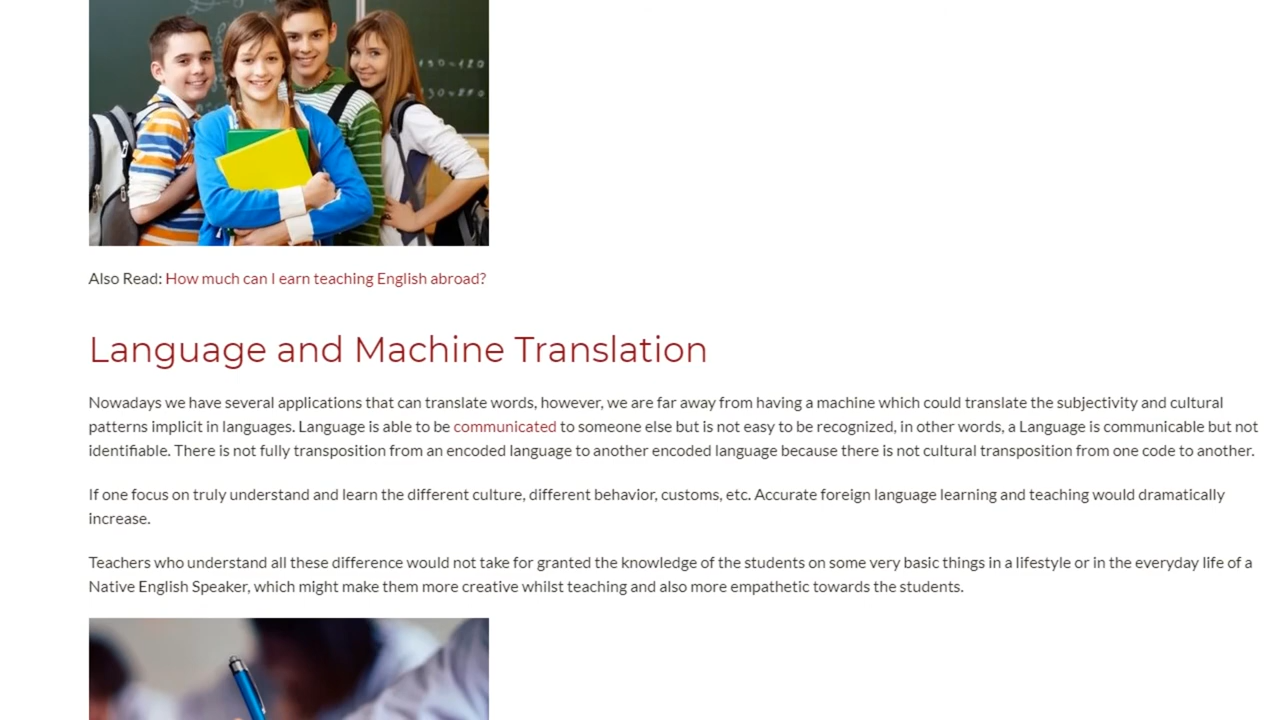 130=180
130=80
Also Read: How much can I earn teaching English abroad?
Language and Machine Translation
Nowadays we have several applications that can translate words, however, we are far away from having a machine which could translate the subjectivity and cultural
patterns implicit in languages. Language is able to be communicated to someone else but is not easy to be recognized, in other words, a Language is communicable but not
identifiable. There is not fully transposition from an encoded language to another encoded language because there is not cultural transposition from one code to another.
If one focus on truly understand and learn the different culture, different behavior, customs, etc. Accurate foreign language learning and teaching would dramatically
increase.
Teachers who understand all these difference would not take for granted the knowledge of the students on some very basic things in a lifestyle or in the everyday life of a
Native English Speaker, which might make them more creative whilst teaching and also more empathetic towards the students.